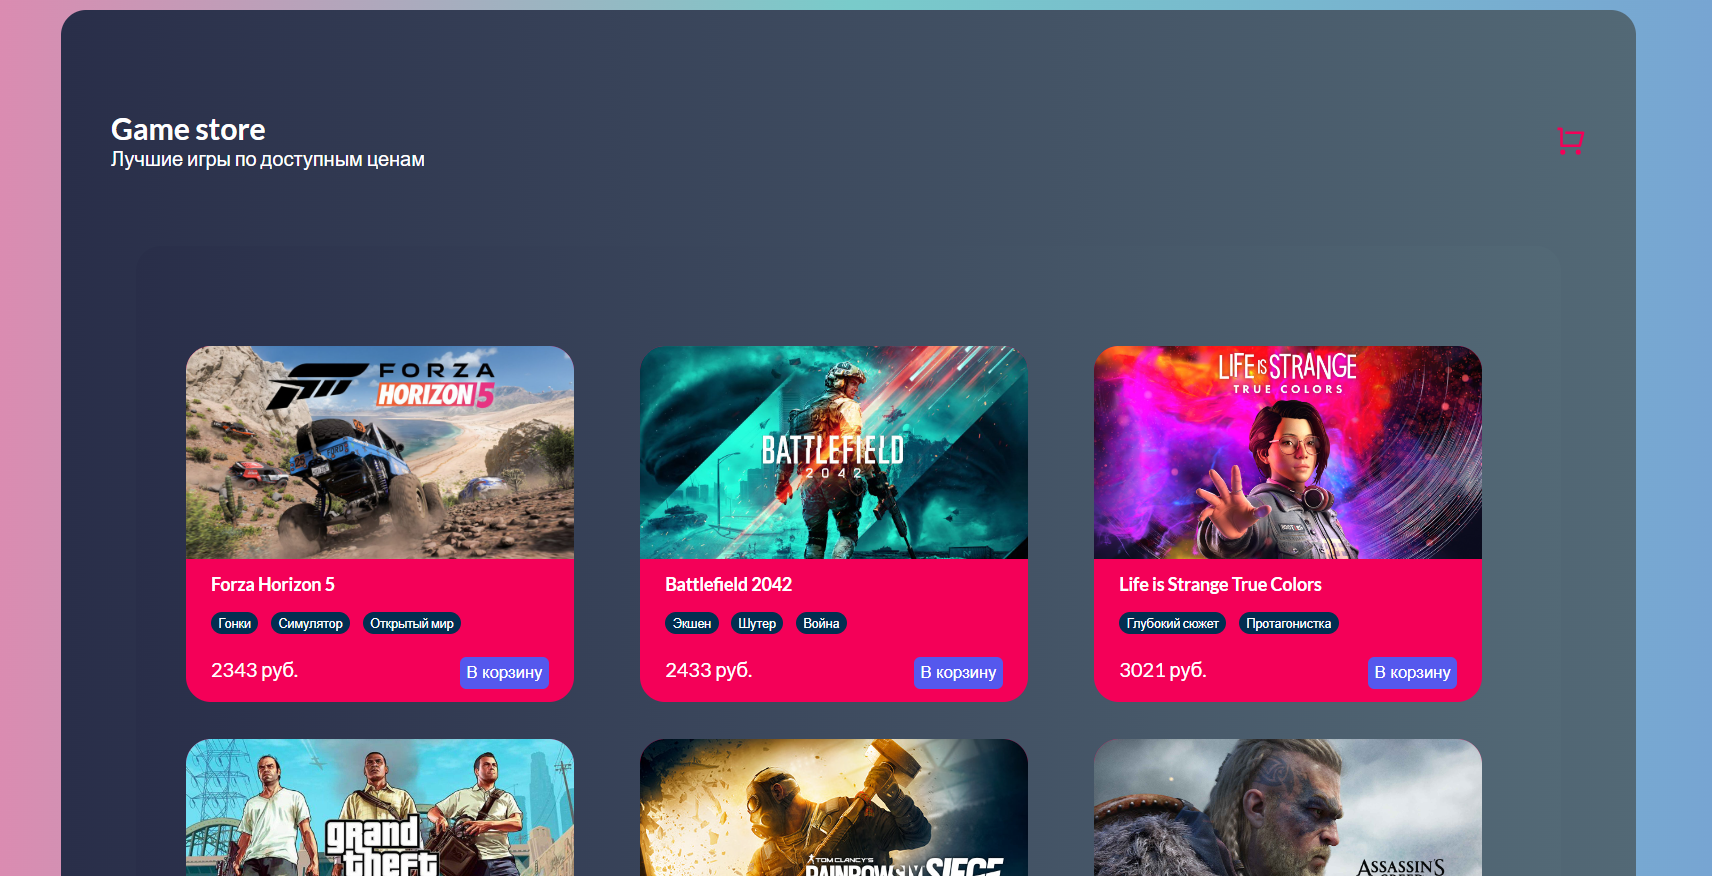 Game store
Лучшие игры по доступным ценам
FORZA
HORIZON 5
BATTLEFIELD
2042
LIFE IS STRANGE
TRUE COLORS
Forza Horizon 5
Battlefield 2042
Life is Strange True Colors
Гонки Симулятор Открытый мир
Экшен Шутер Война
Глубокий сюжет Протагонистка
2343 руб. В корзину
2433 руб. В корзину
3021 руб. В корзину
grand
theft
TOM CLANCY'S
RAINBOW SIX SIEGE
ASSASSIN'S